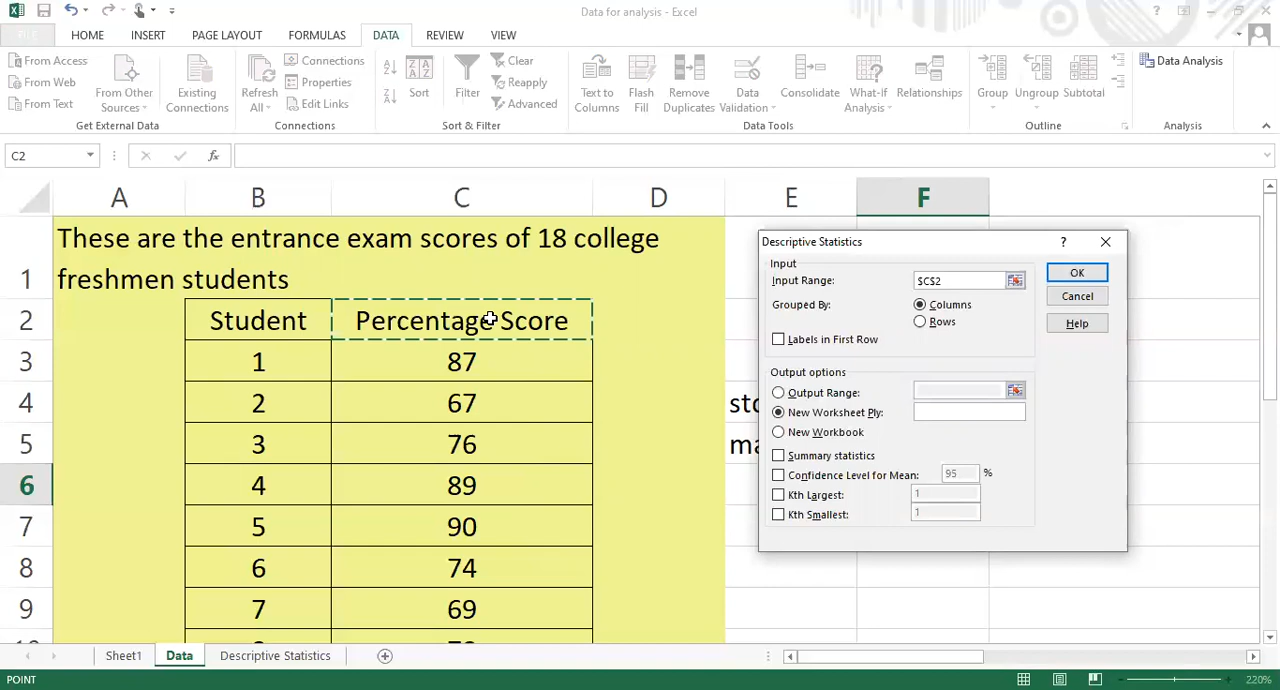 Data for analysis - Excel
FILE HOME INSERT PAGE LAYOUT FORMULAS DATA REVIEW VIEW
From Access
From Web
From Text
From Other Sources
Existing Connections
Get External Data
Refresh All
Connections
Properties
Edit Links
Connections
Sort
Filter
Clear
Reapply
Advanced
Sort & Filter
Text to Columns
Flash Fill
Remove Duplicates
Data Validation
Consolidate
What-If Analysis
Relationships
Data Tools
Group
Ungroup
Subtotal
Outline
Data Analysis
Analysis
C2
fx
A B C D E F
1 These are the entrance exam scores of 18 college
freshmen students
2 Student Percentage Score
3 1 87
4 2 67
5 3 76
6 4 89
7 5 90
8 6 74
9 7 69
Descriptive Statistics ?
Input
Input Range: $C$2
Grouped By: Columns
Rows
Labels in First Row
Output options
Output Range:
New Worksheet Ply:
New Workbook
Summary statistics
Confidence Level for Mean: 95 %
Kth Largest: 1
Kth Smallest: 1
OK
Cancel
Help
Sheet1 Data Descriptive Statistics
POINT 220%